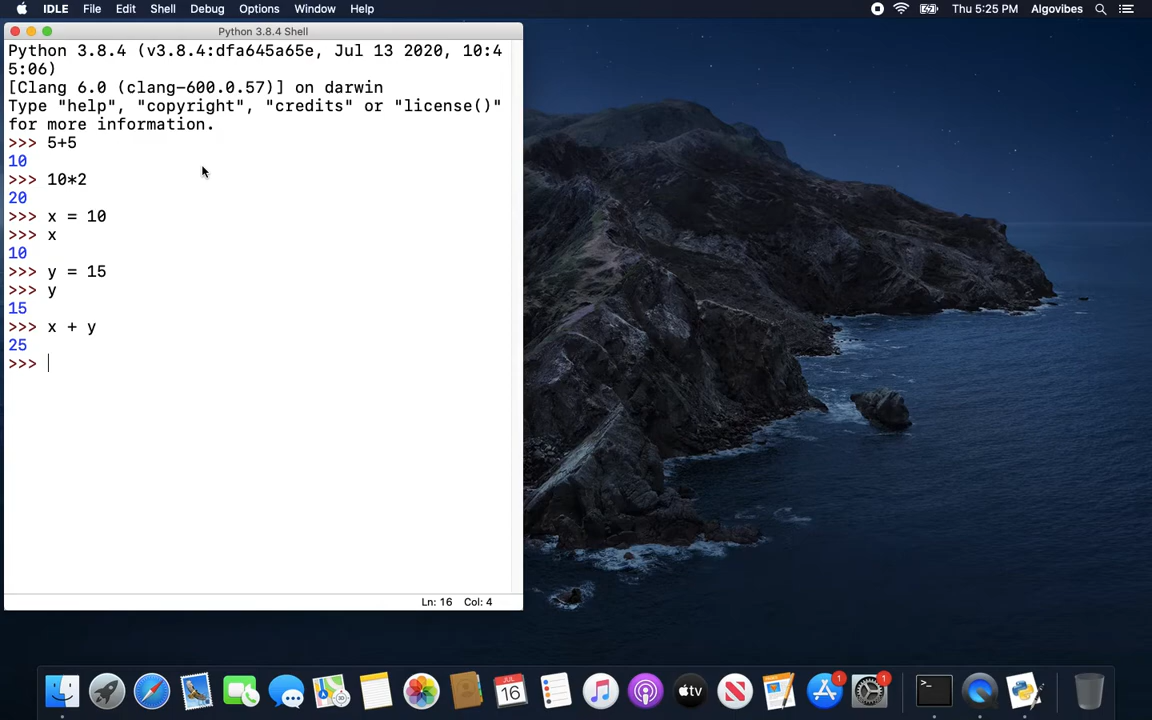 IDLE File Edit Shell Debug Options Window Help Thu 5:25 PM Algovibes
Python 3.8.4 Shell
Python 3.8.4 (v3.8.4:dfa645a65e, Jul 13 2020, 10:4
5:06)
[Clang 6.0 (clang-600.0.57)] on darwin
Type "help", "copyright", "credits" or "license()"
for more information.
>>> 5+5
10
>>> 10*2
20
>>> x = 10
>>> x
10
>>> y = 15
>>> y
15
>>> x + y
25
>>>
Ln: 16 Col: 4
JUL
16
tv
1
1
>_